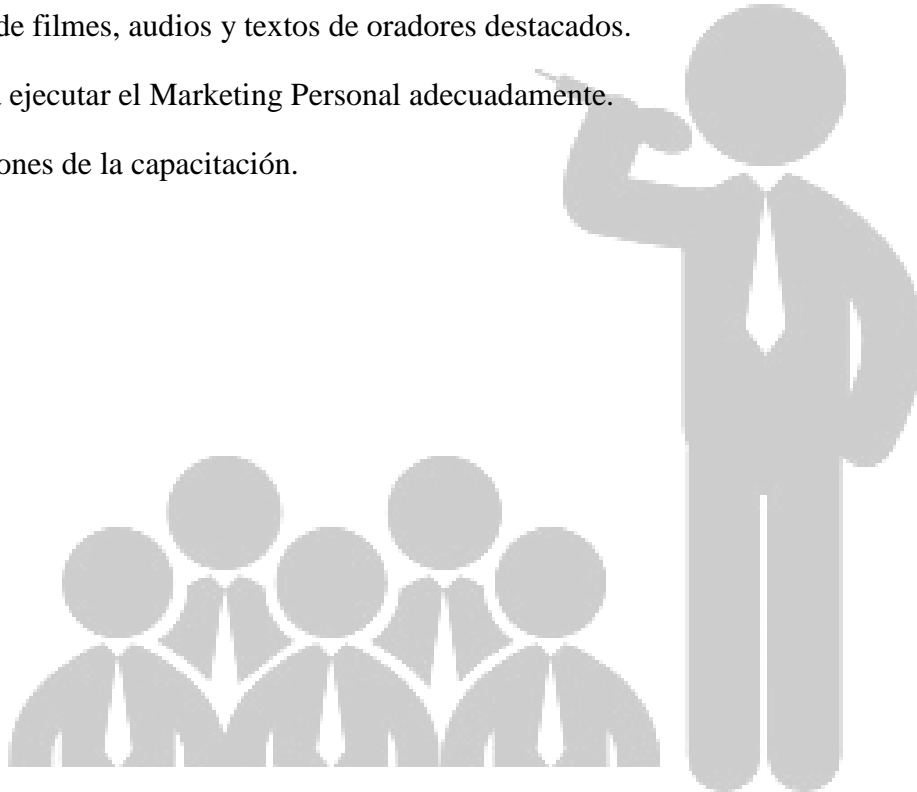 de filmes, audios y textos de oradores destacados.
ejecutar el Marketing Personal adecuadamente.
ones de la capacitación.